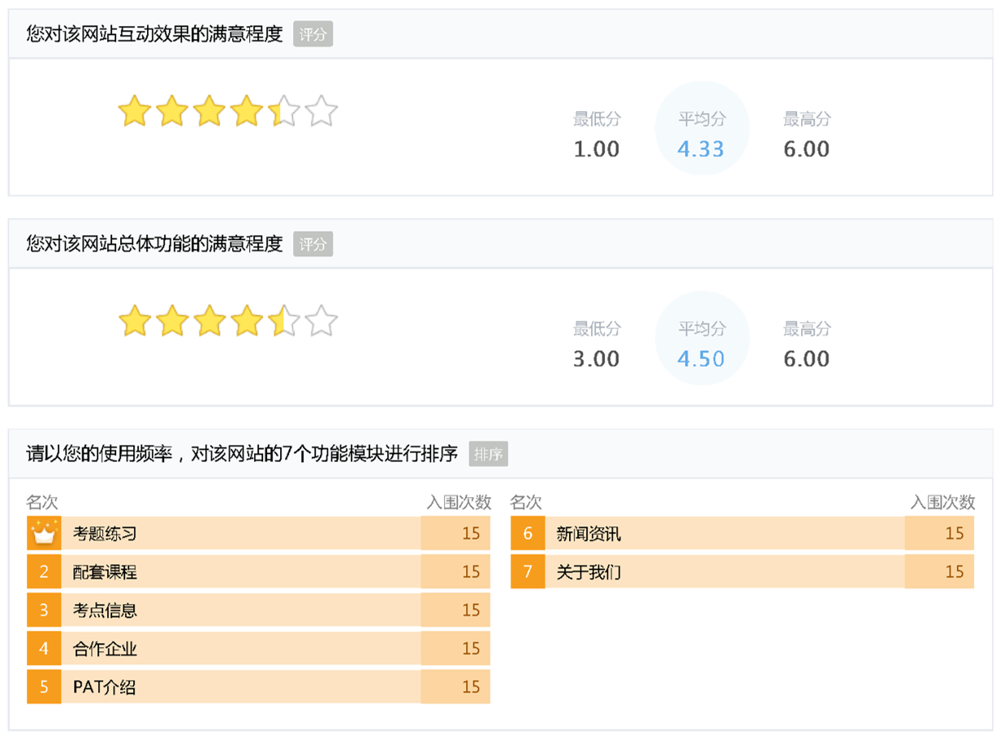 您对该网站互动效果的满意程度 评分
最低分 平均分 最高分
1.00 4.33 6.00
您对该网站总体功能的满意程度 评分
最低分 平均分 最高分
3.00 4.50 6.00
请以您的使用频率，对该网站的7个功能模块进行排序 排序
名次 入围次数 名次 入围次数
考题练习 15 6 新闻资讯 15
2 配套课程 15 7 关于我们 15
3 考点信息 15
4 合作企业 15
5 PAT介绍 15